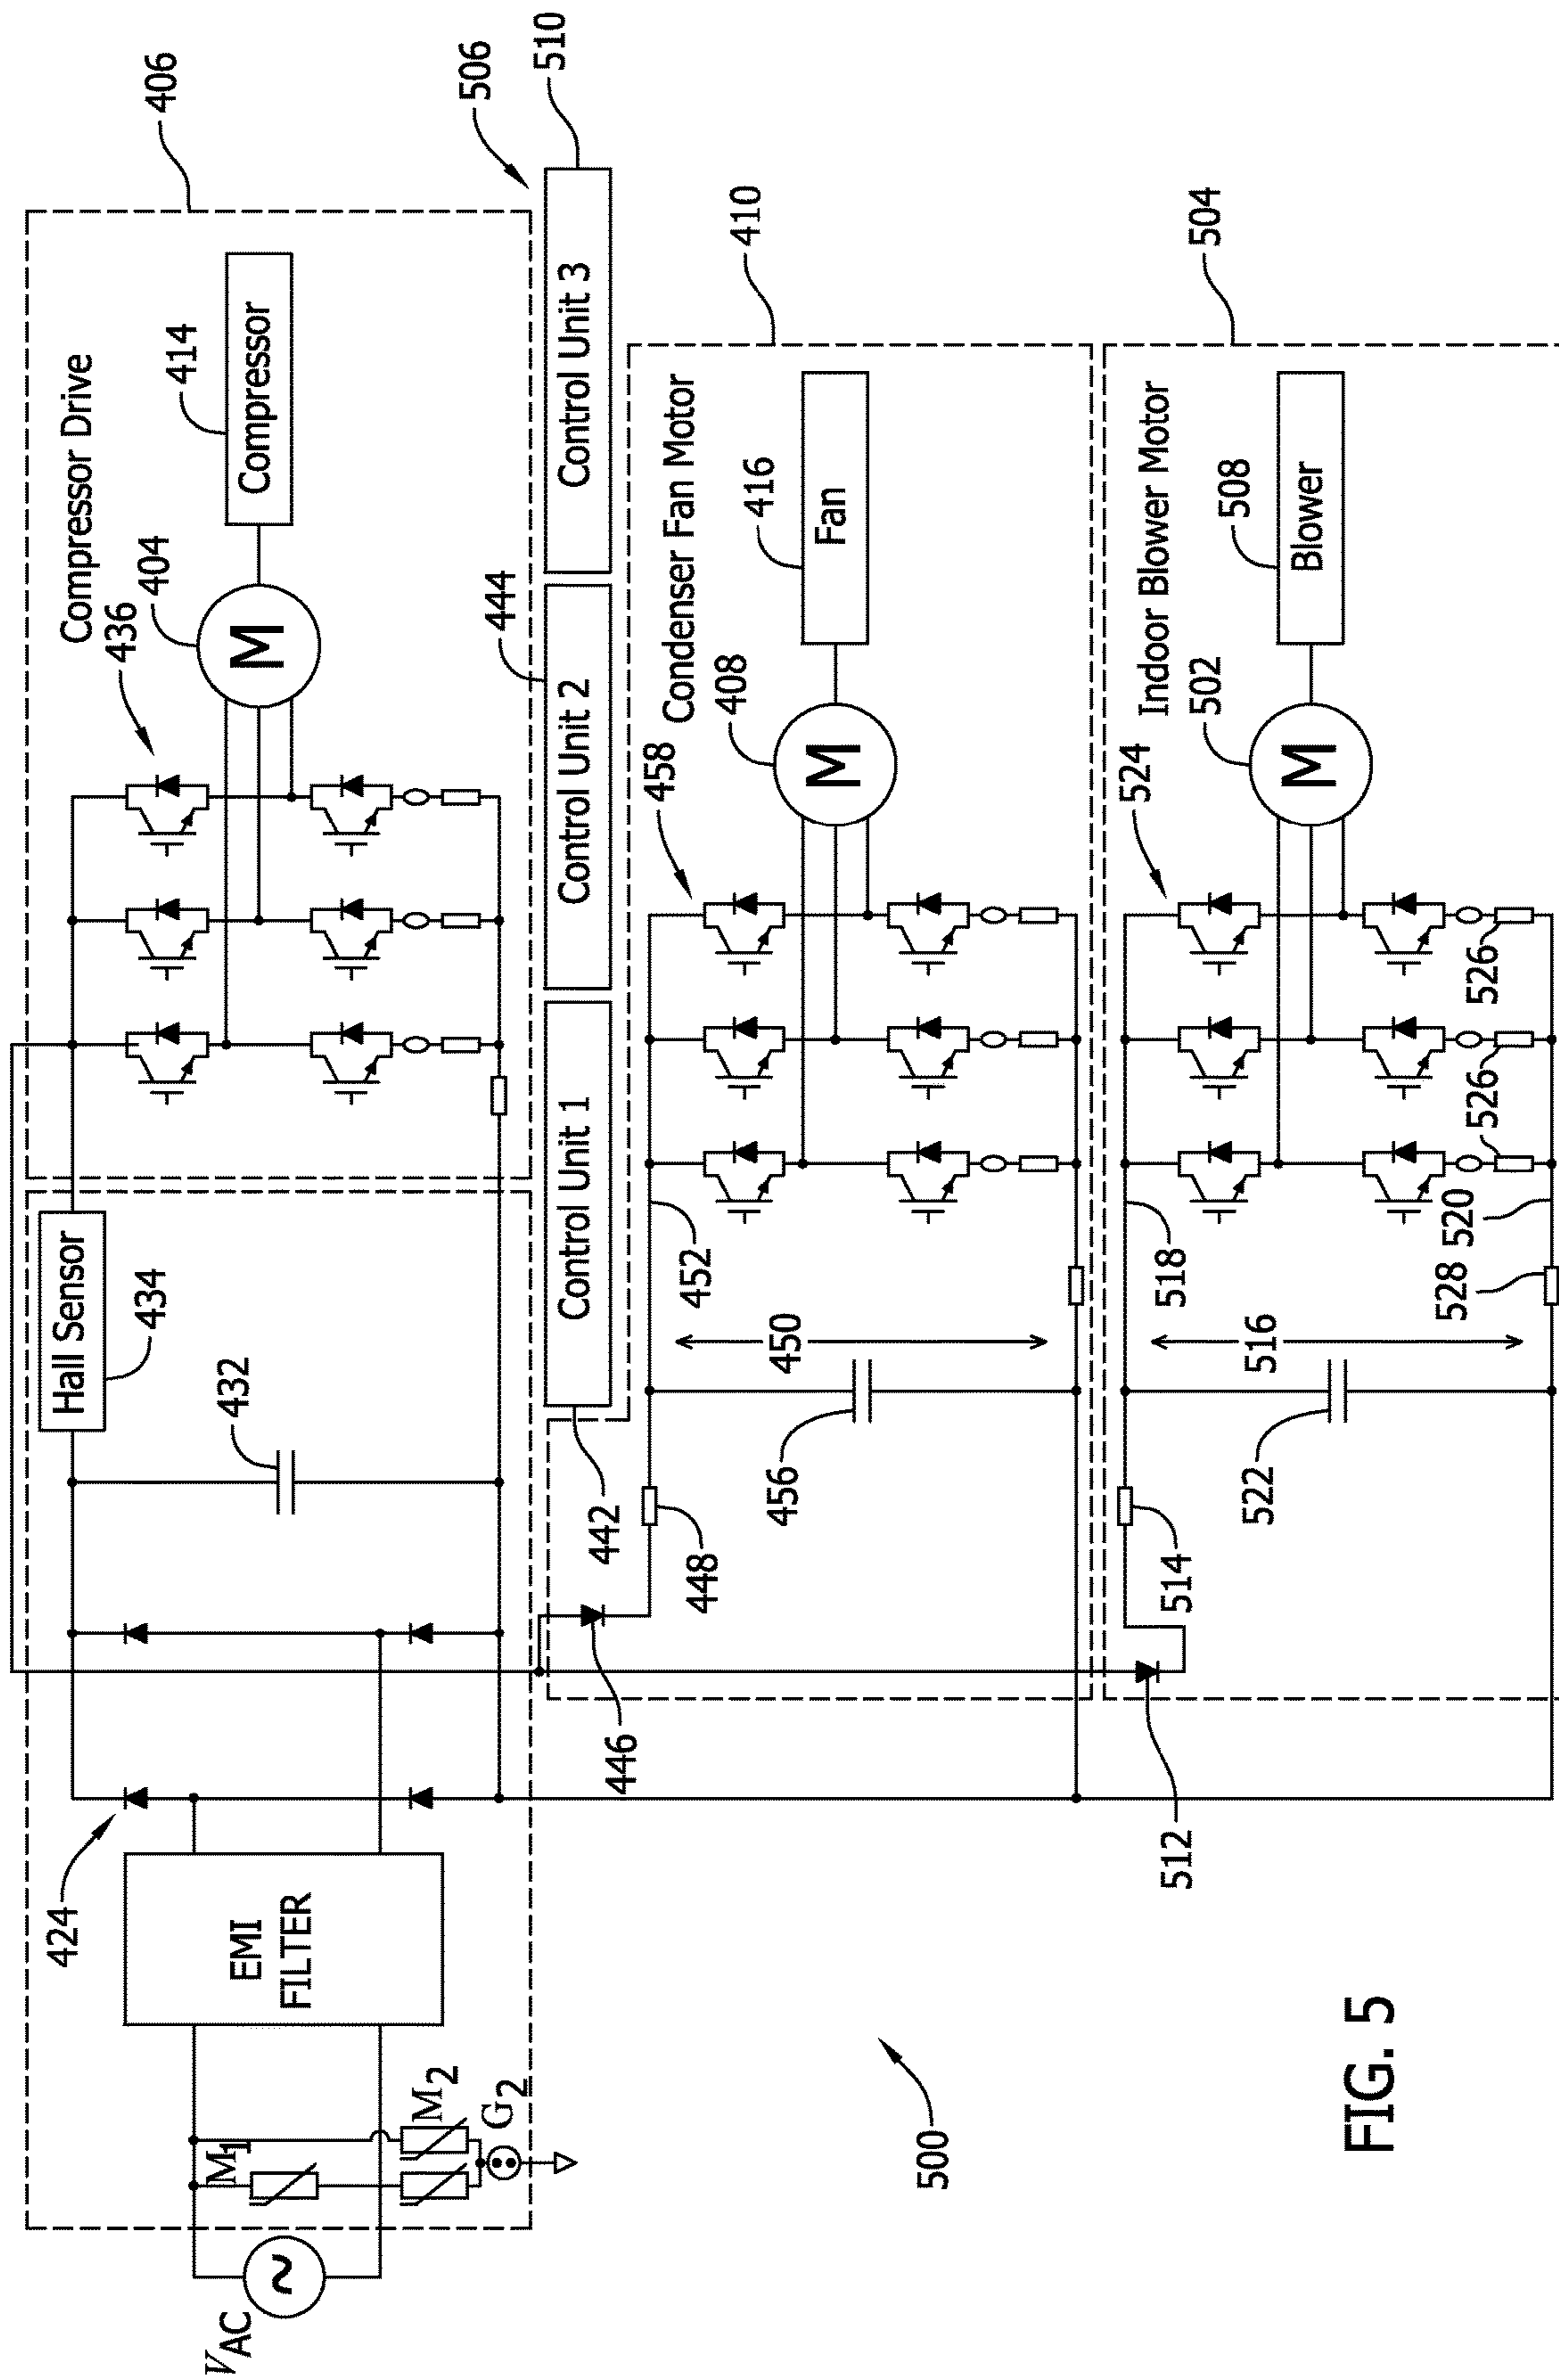 406
506
510
Compressor Drive
414
Compressor
404
M
436
444
Control Unit 3
Control Unit 2
Control Unit 1
442
Hall Sensor
434
432
424
EMI
FILTER
M1
M2
G2
VAC
410
Condenser Fan Motor
416
Fan
408
M
458
452
450
456
448
446
504
Indoor Blower Motor
508
Blower
502
M
524
526
526
520
528
518
516
522
514
512
500
FIG. 5